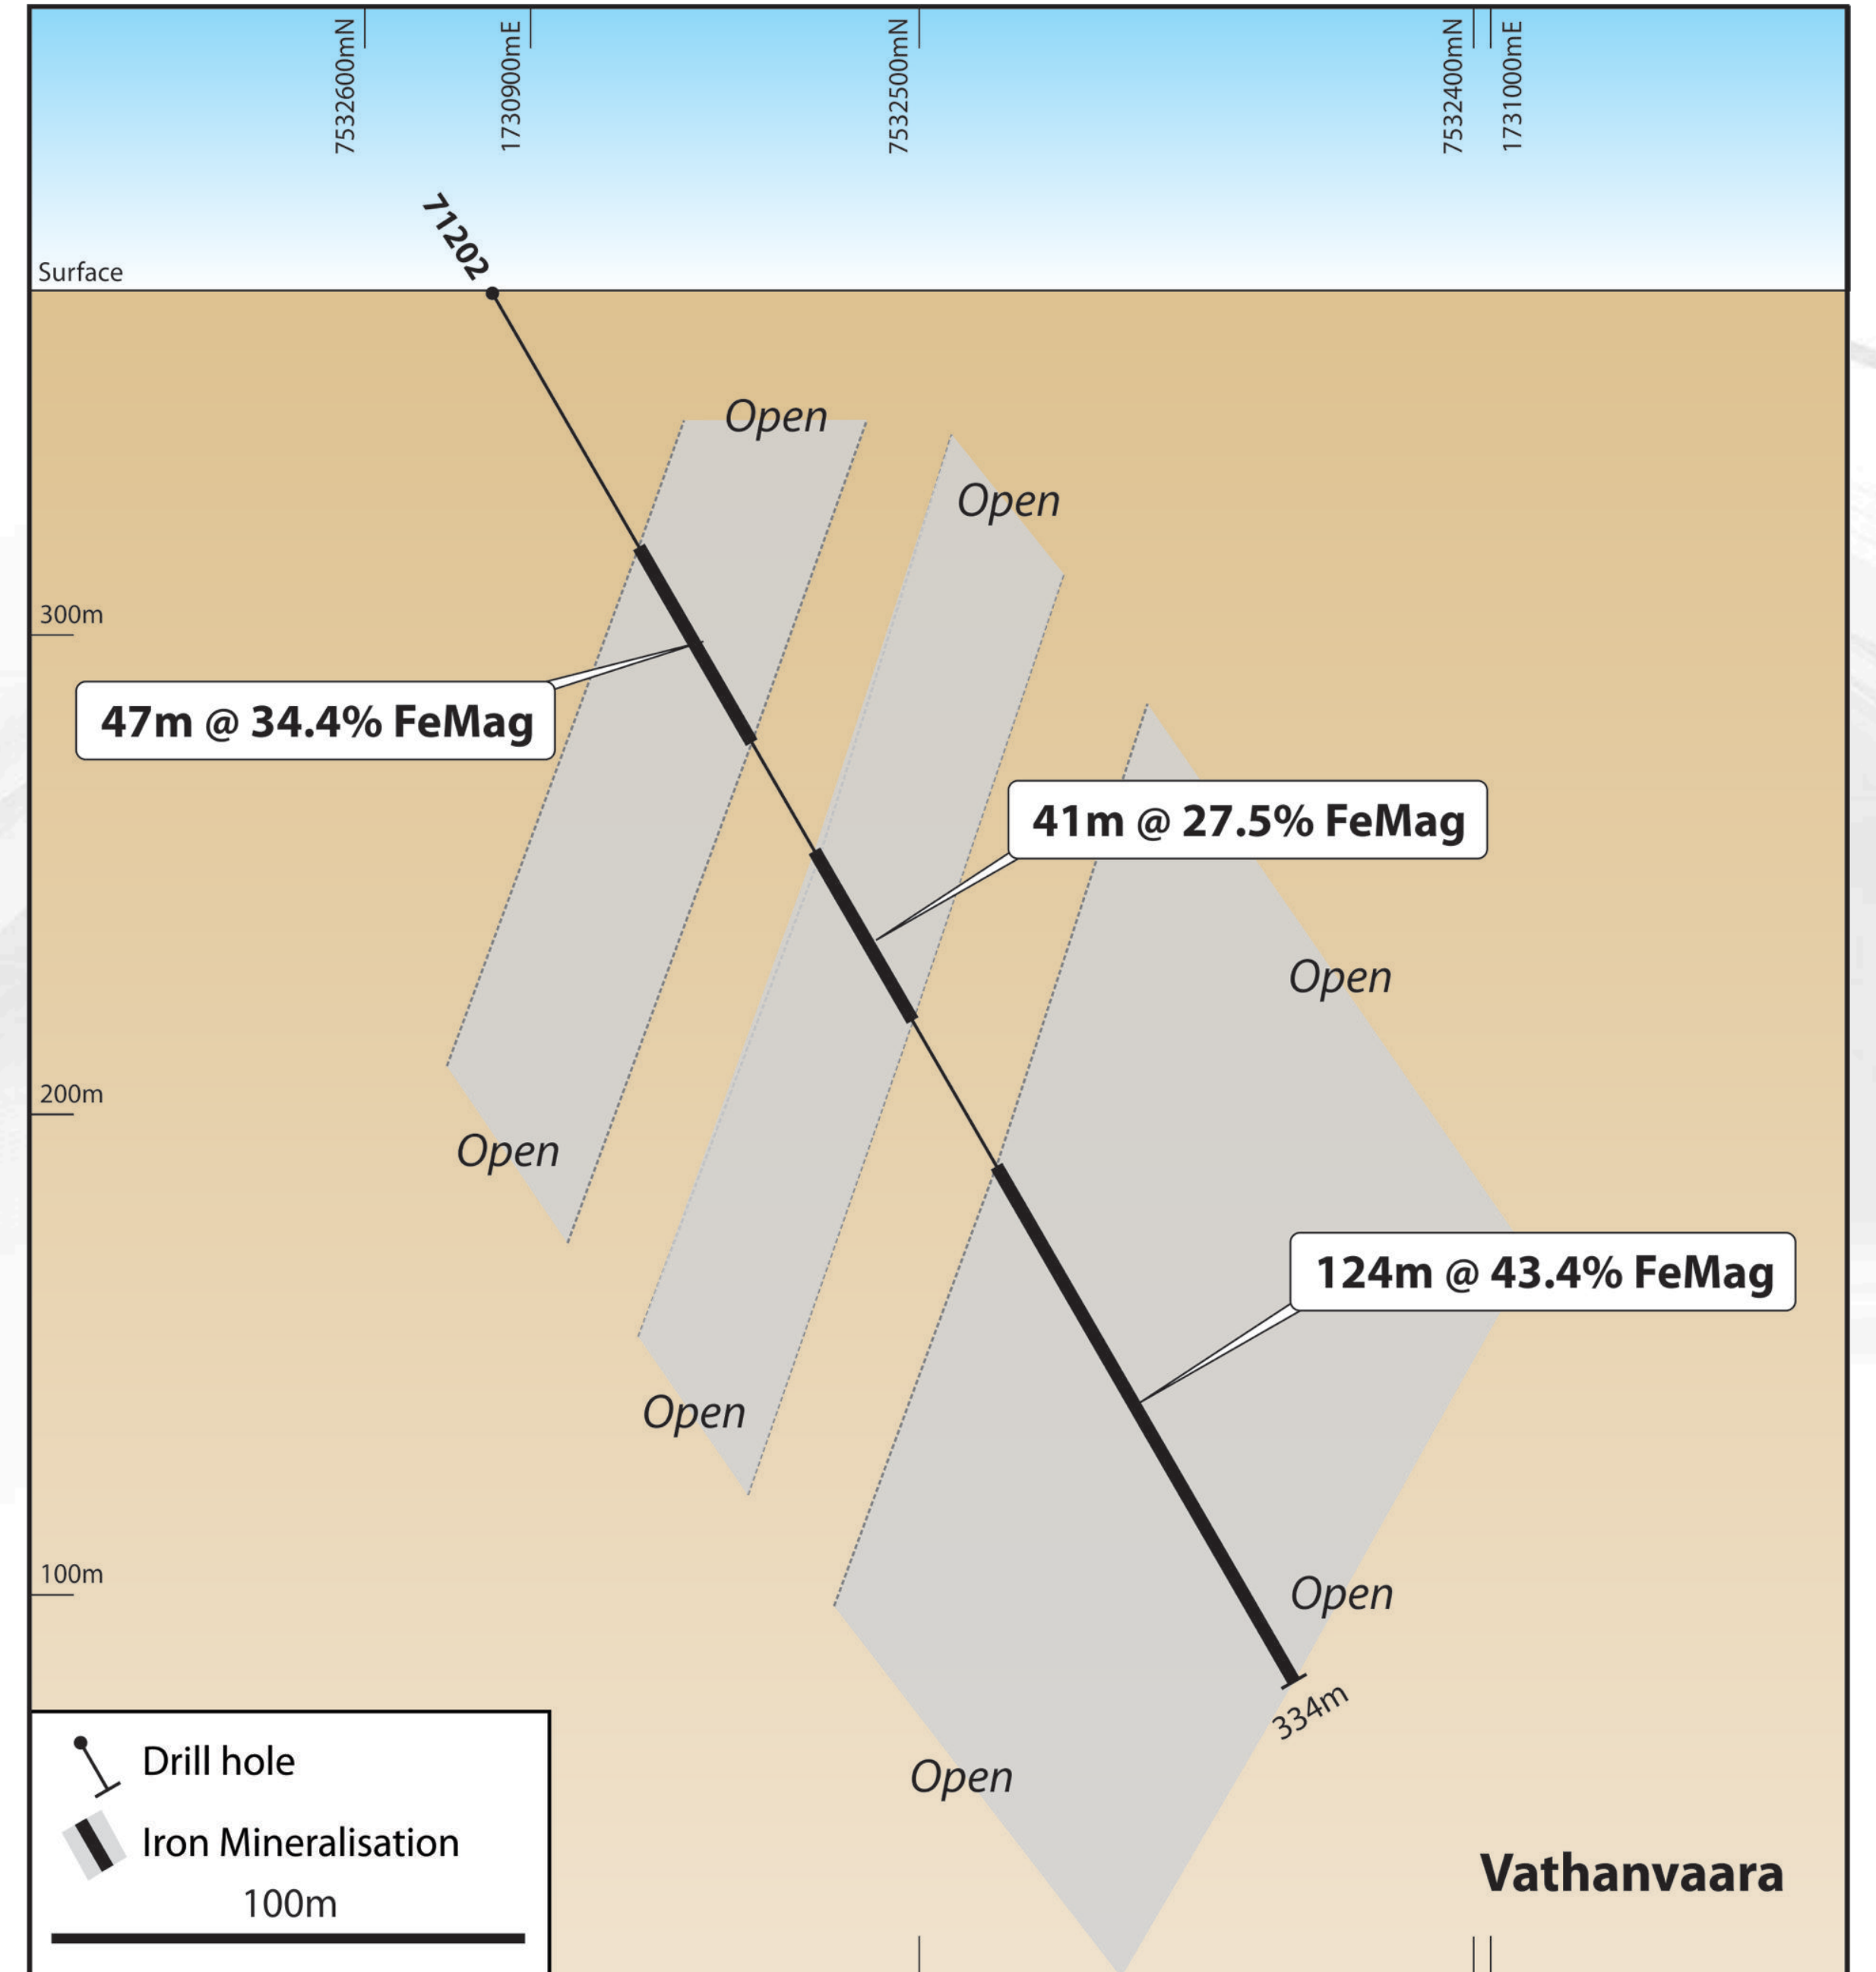 7532600mN
1730900mE
7532500mN
7532400mN
1731000mE
71202
Surface
Open
Open
300m
47m @ 34.4% FeMag
41m @ 27.5% FeMag
Open
200m
Open
124m @ 43.4% FeMag
Open
100m
Open
334m
Open
Drill hole
Iron Mineralisation
100m
Vathanvaara